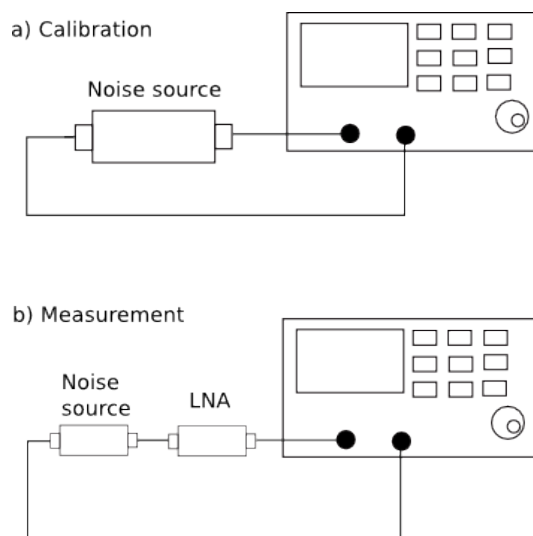 a) Calibration
Noise source
b) Measurement
Noise
source
LNA